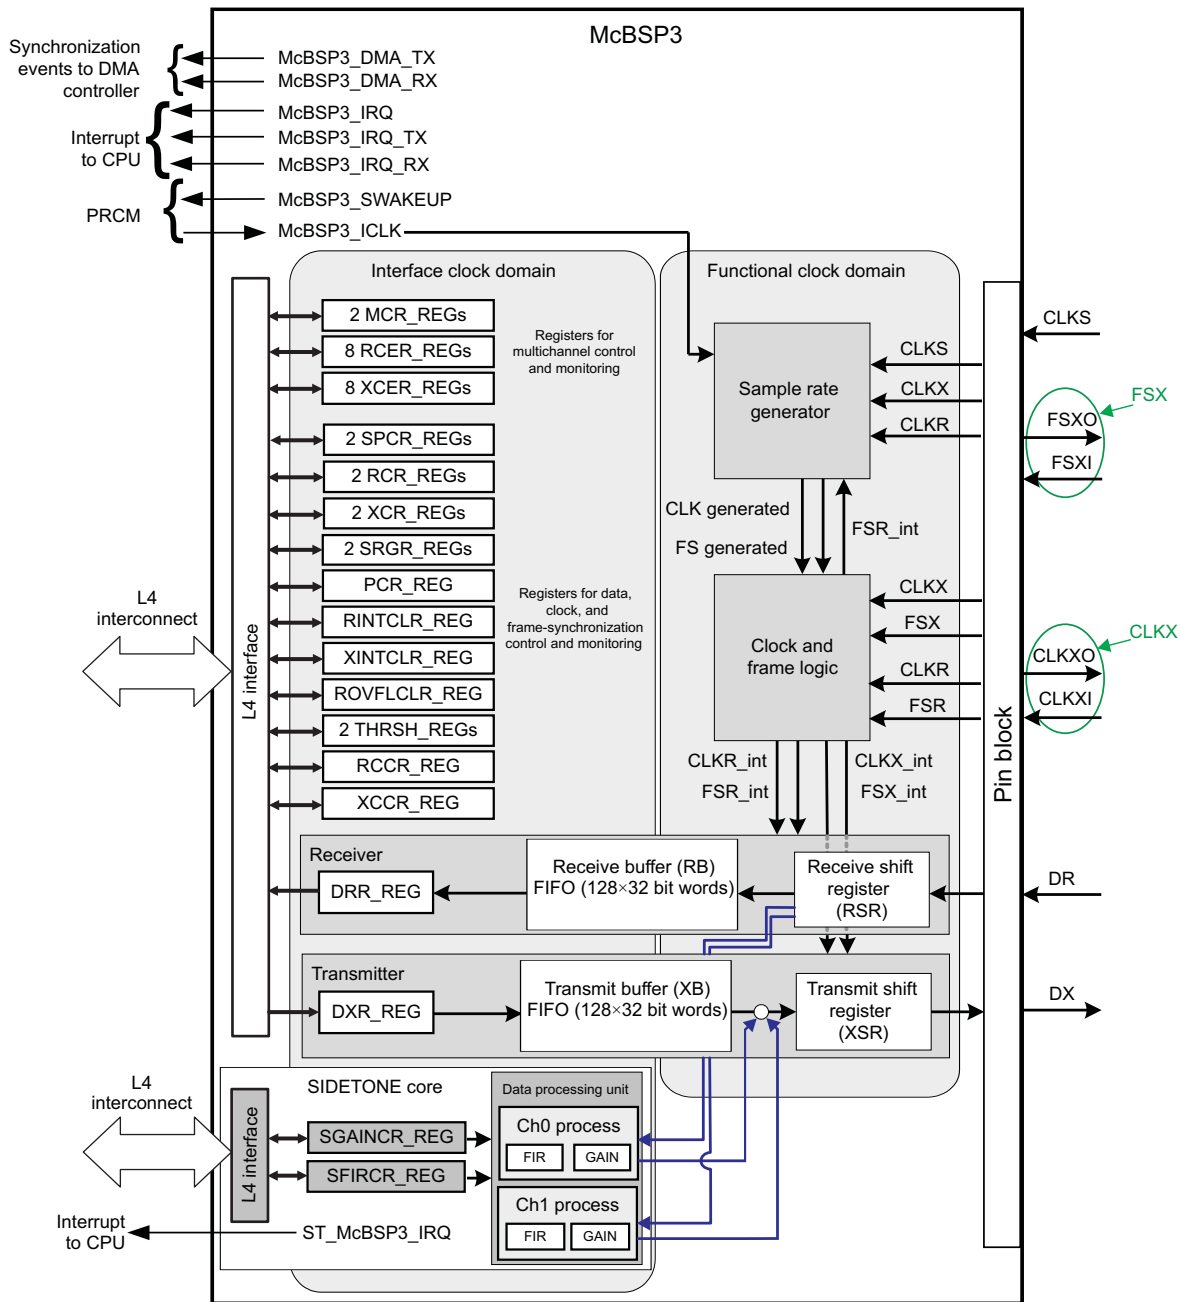 McBSP3
Synchronization
events to DMA
controller
McBSP3_DMA_TX
McBSP3_DMA_RX
Interrupt
to CPU
McBSP3_IRQ
McBSP3_IRQ_TX
McBSP3_IRQ_RX
PRCM
McBSP3_SWAKEUP
McBSP3_ICLK
Interface clock domain
Functional clock domain
L4
interconnect
L4 interface
2 MCR_REGs
8 RCER_REGs
8 XCER_REGs
Registers for
multichannel control
and monitoring
2 SPCR_REGs
2 RCR_REGs
2 XCR_REGs
2 SRGR_REGs
PCR_REG
RINTCLR_REG
XINTCLR_REG
ROVFLCLR_REG
2 THRSH_REGs
RCCR_REG
XCCR_REG
Registers for data,
clock, and
frame-synchronization
control and monitoring
Sample rate
generator
CLKS
CLKX
CLKR
CLK generated
FS generated
FSR_int
Clock and
frame logic
CLKX
FSX
CLKR
FSR
CLKR_int
FSR_int
CLKX_int
FSX_int
Pin block
CLKS
FSX
FSXO
FSXI
CLKX
CLKXO
CLKXI
DR
DX
Receiver
DRR_REG
Receive buffer (RB)
FIFO (128×32 bit words)
Receive shift
register
(RSR)
Transmitter
DXR_REG
Transmit buffer (XB)
FIFO (128×32 bit words)
Transmit shift
register
(XSR)
L4
interconnect
L4 interface
SIDETONE core
SGAINCR_REG
SFIRCR_REG
Data processing unit
Ch0 process
FIR
GAIN
Ch1 process
FIR
GAIN
Interrupt
to CPU
ST_McBSP3_IRQ